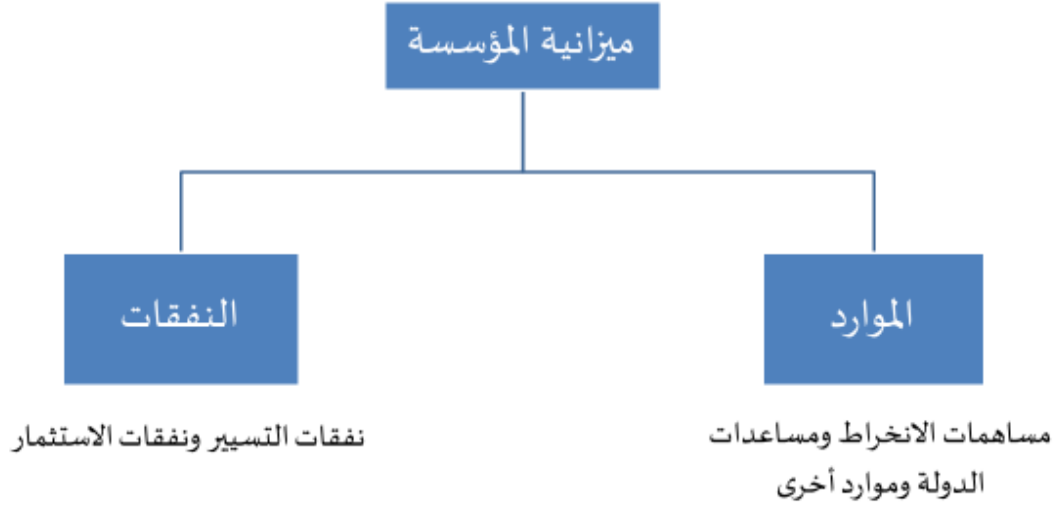 ميزانية المؤسسة
الموارد
النفقات
مساهمات الانخراط ومساعدات
الدولة وموارد أخرى
نفقات التسيير ونفقات الاستثمار